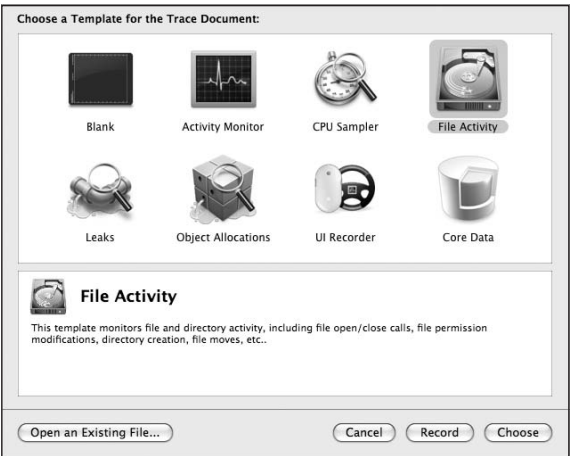 Choose a Template for the Trace Document:
Blank
Activity Monitor
CPU Sampler
File Activity
Leaks
Object Allocations
UI Recorder
Core Data
File Activity
This template monitors file and directory activity, including file open/close calls, file permission
modifications, directory creation, file moves, etc..
Open an Existing File...
Cancel
Record
Choose